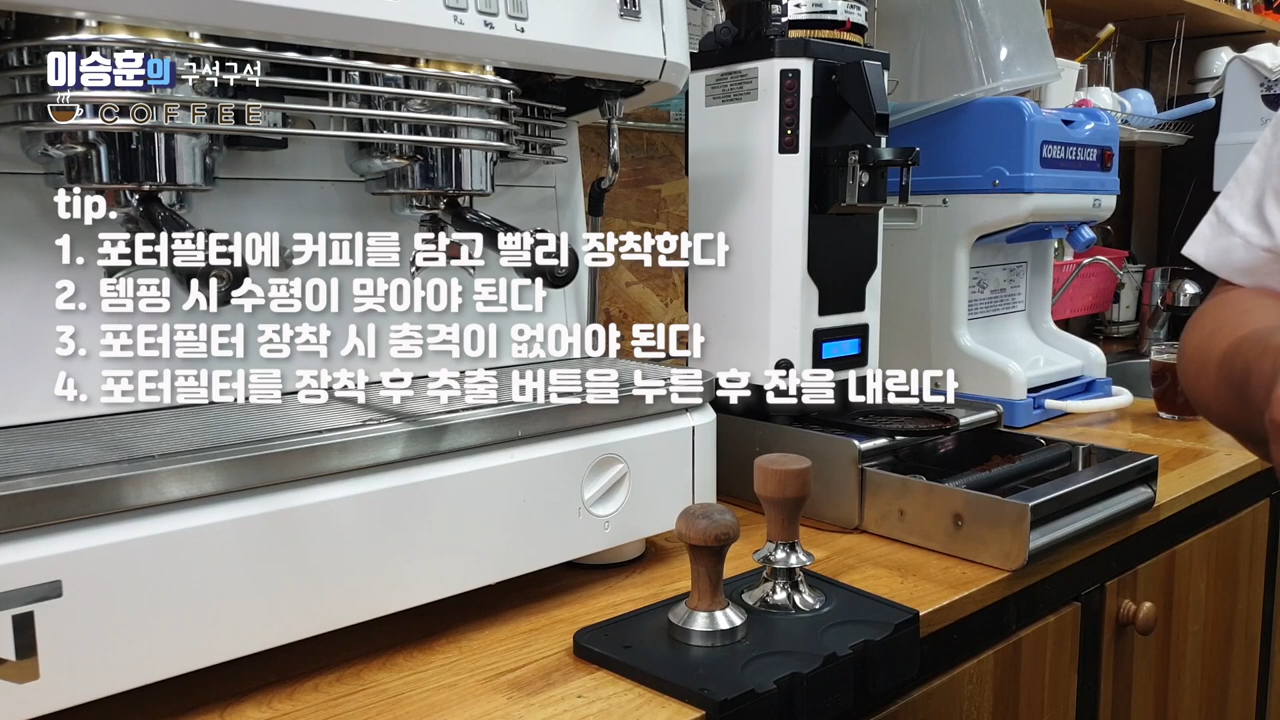 이승훈의 구석구석
COFFEE
tip.
1. 포터필터에 커피를 담고 빨리 장착한다
2. 템핑 시 수평이 맞아야 된다
3. 포터필터 장착 시 충격이 없어야 된다
4. 포터필터를 장착 후 추출 버튼을 누른 후 잔을 내린다
FINE
KOREA ICE SLICER